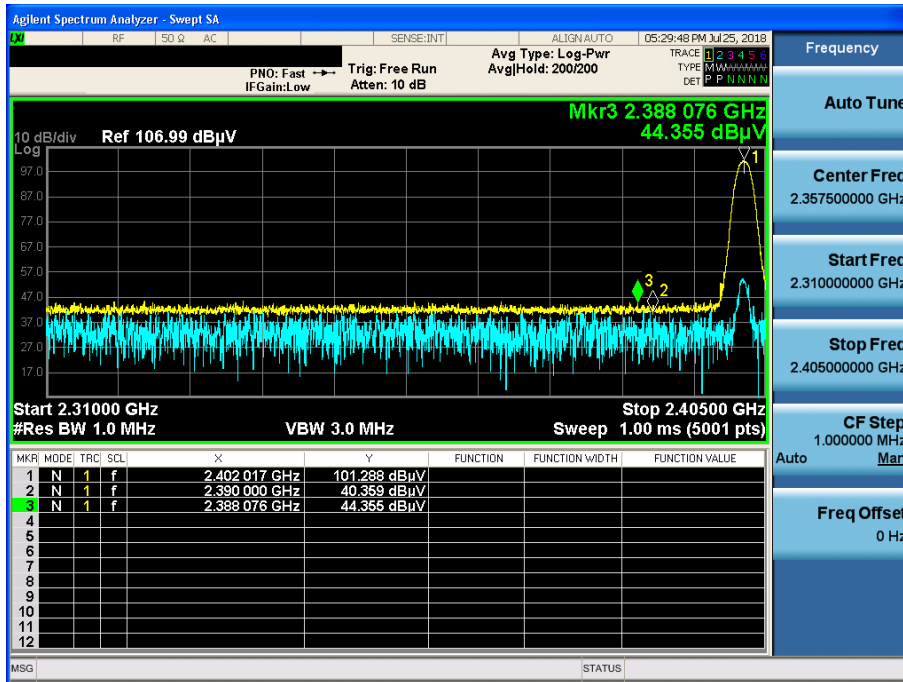 Agilent Spectrum Analyzer - Swept SA
LXI RF 50 Ω AC SENSE:INT ALIGN AUTO 05:29:48 PM Jul 25, 2018
Frequency
PNO: Fast Trig: Free Run Avg Type: Log-Pwr TRACE 1 2 3 4 5 6
IFGain:Low Atten: 10 dB Avg|Hold: 200/200 TYPE M W W W W W
DET P P N N N N
Auto Tune
Mkr3 2.388 076 GHz
44.355 dBµV
10 dB/div Ref 106.99 dBµV
Log
97.0
87.0
77.0
67.0
57.0
47.0
37.0
27.0
17.0
1
3
2
Start 2.31000 GHz Stop 2.40500 GHz
#Res BW 1.0 MHz VBW 3.0 MHz Sweep 1.00 ms (5001 pts)
Center Freq
2.357500000 GHz
Start Freq
2.310000000 GHz
Stop Freq
2.405000000 GHz
CF Step
1.000000 MHz
Auto Man
Freq Offset
0 Hz
MKR MODE TRC SCL X Y FUNCTION FUNCTION WIDTH FUNCTION VALUE
1 N 1 f 2.402 017 GHz 101.288 dBµV
2 N 1 f 2.390 000 GHz 40.359 dBµV
3 N 1 f 2.388 076 GHz 44.355 dBµV
4
5
6
7
8
9
10
11
12
MSG STATUS